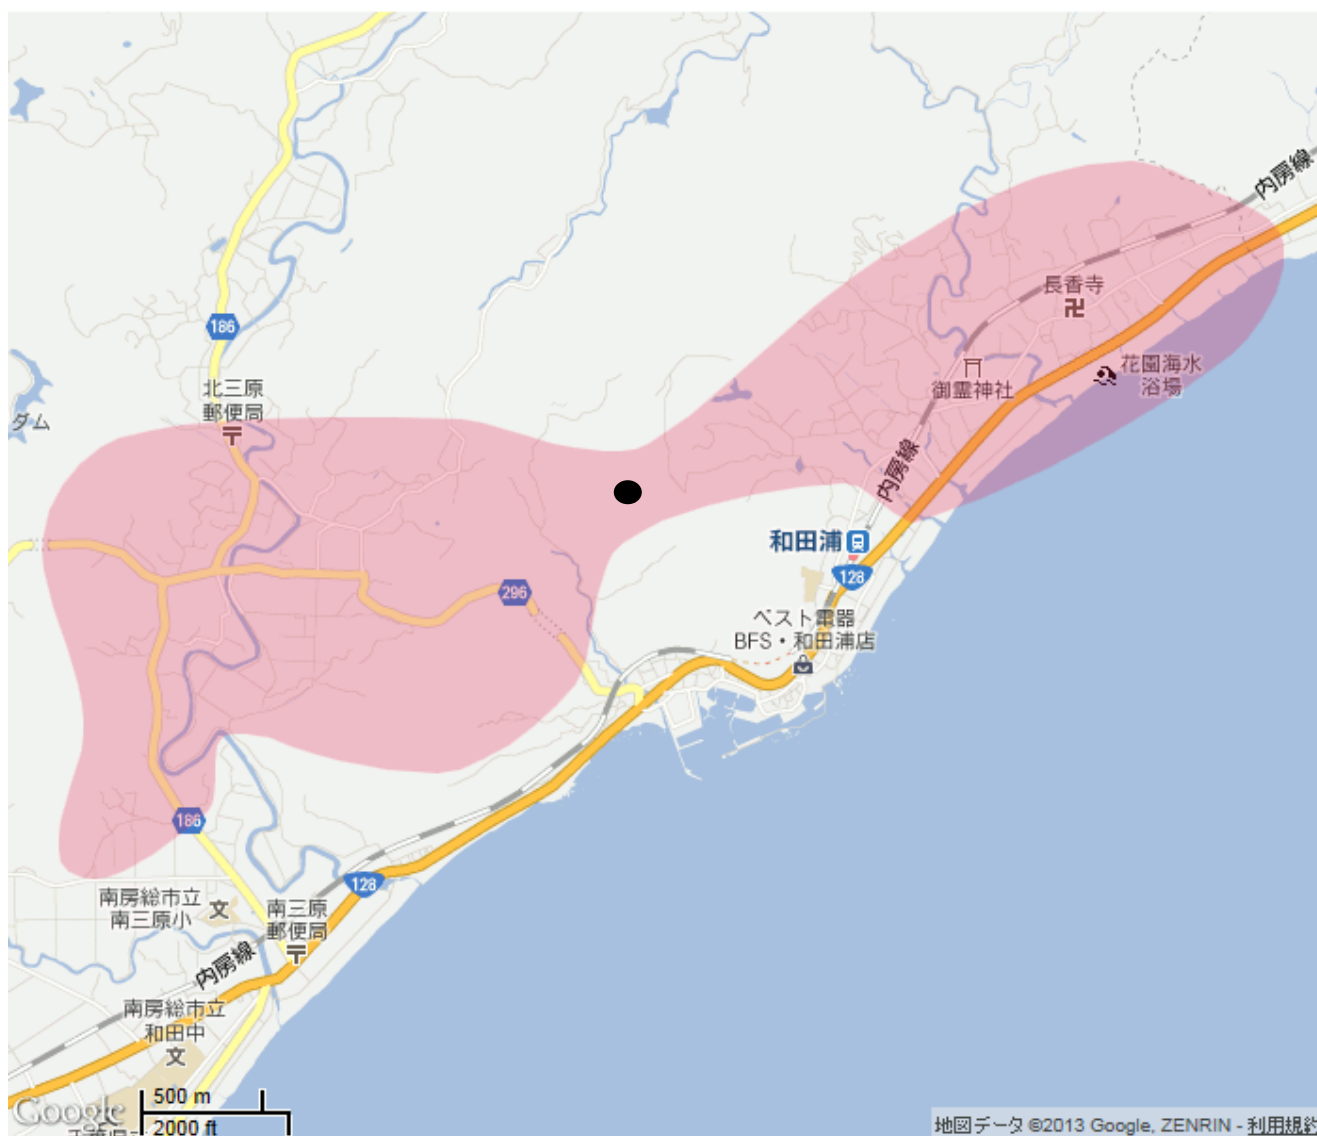 内房線
長香寺
186
花園海水
浴場
御霊神社
北三原
郵便局
ダム
内房線
和田浦
128
296
ベスト電器
BFS・和田浦店
186
128
南房総市立
南三原小
文
南三原
郵便局
内房線
南房総市立
和田中
文
500 m
Google
2000 ft
地図データ ©2013 Google, ZENRIN - 利用規約